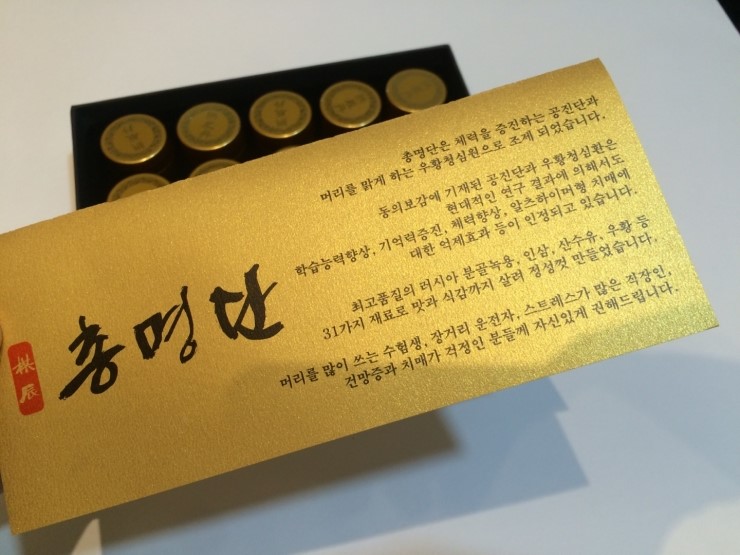 총명단은 체력을 증진하는 공진단과
머리를 맑게 하는 우황청심원으로 조제 되었습니다.
동의보감에 기재된 공진단과 우황청심환은
현대적인 연구 결과에 의해서도
학습능력향상, 기억력증진, 체력향상, 알츠하이머형 치매에
대한 억제효과 등이 인정되고 있습니다.
최고품질의 러시아 분골녹용, 인삼, 산수유, 우황 등
31가지 재료로 맛과 식감까지 살려 정성껏 만들었습니다.
머리를 많이 쓰는 수험생, 장거리 운전자, 스트레스가 많은 직장인,
건망증과 치매가 걱정인 분들께 자신있게 권해드립니다.
총명단